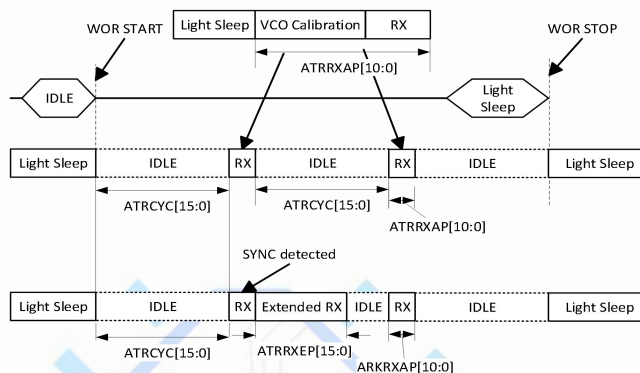 WOR START
Light Sleep VCO Calibration RX
WOR STOP
ATRRXAP[10:0]
IDLE
Light
Sleep
Light Sleep IDLE RX IDLE RX IDLE Light Sleep
ATRCYC[15:0] ATRCYC[15:0]
ATRRXAP[10:0]
SYNC detected
Light Sleep IDLE RX Extended RX IDLE RX IDLE Light Sleep
ATRCYC[15:0] ATRRXEP[15:0]
ARKRXAP[10:0]